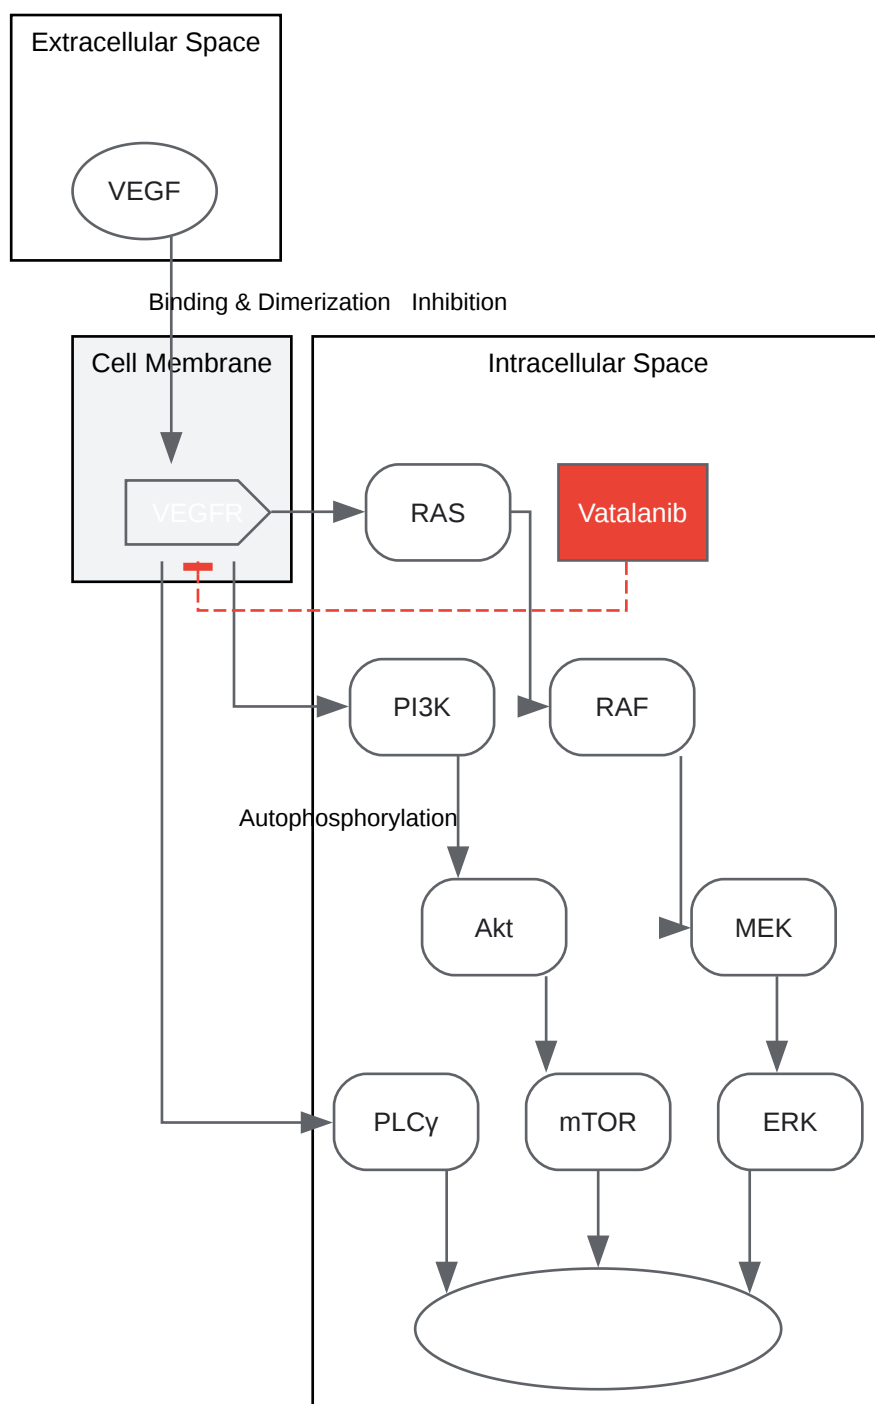 Extracellular Space
VEGF
Binding & Dimerization
Inhibition
Cell Membrane
Intracellular Space
VEGFR
RAS
Vatalanib
PI3K
RAF
Autophosphorylation
Akt
MEK
PLCγ
mTOR
ERK